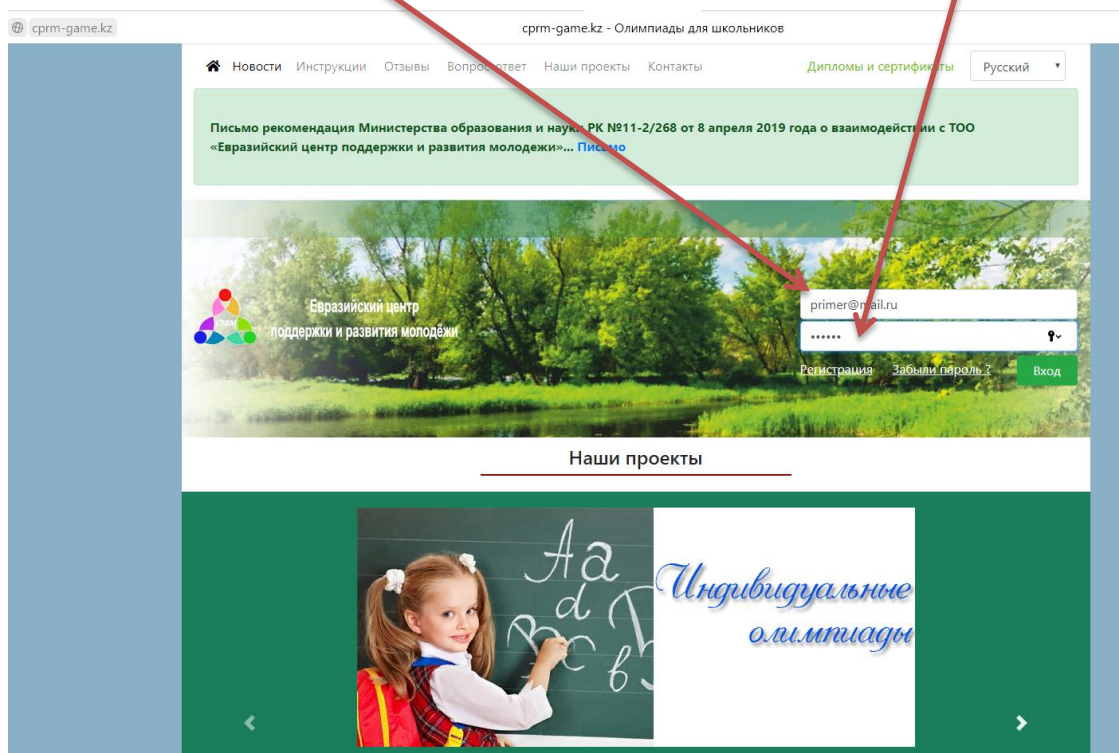 cprm-game.kz
cprm-game.kz - Олимпиады для школьников
Новости Инструкции Отзывы Вопрос-ответ Наши проекты Контакты Дипломы и сертификаты Русский
Письмо рекомендация Министерства образования и науки РК №11-2/268 от 8 апреля 2019 года о взаимодействии с ТОО
«Евразийский центр поддержки и развития молодежи»... Письмо
Евразийский центр
поддержки и развития молодёжи
primer@mail.ru
••••••
Регистрация Забыли пароль ? Вход
Наши проекты
Aa
d
Bc
б
Индивидуальные
олимпиады